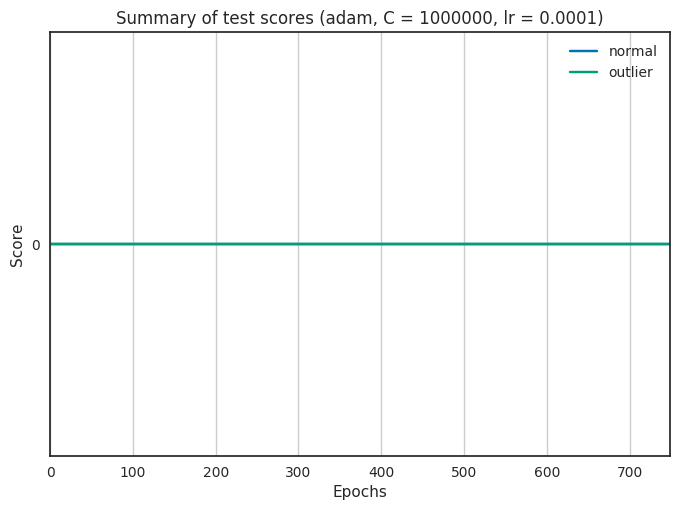 Summary of test scores (adam, C = 1000000, lr = 0.0001)
normal
outlier
Score
0
0 100 200 300 400 500 600 700
Epochs